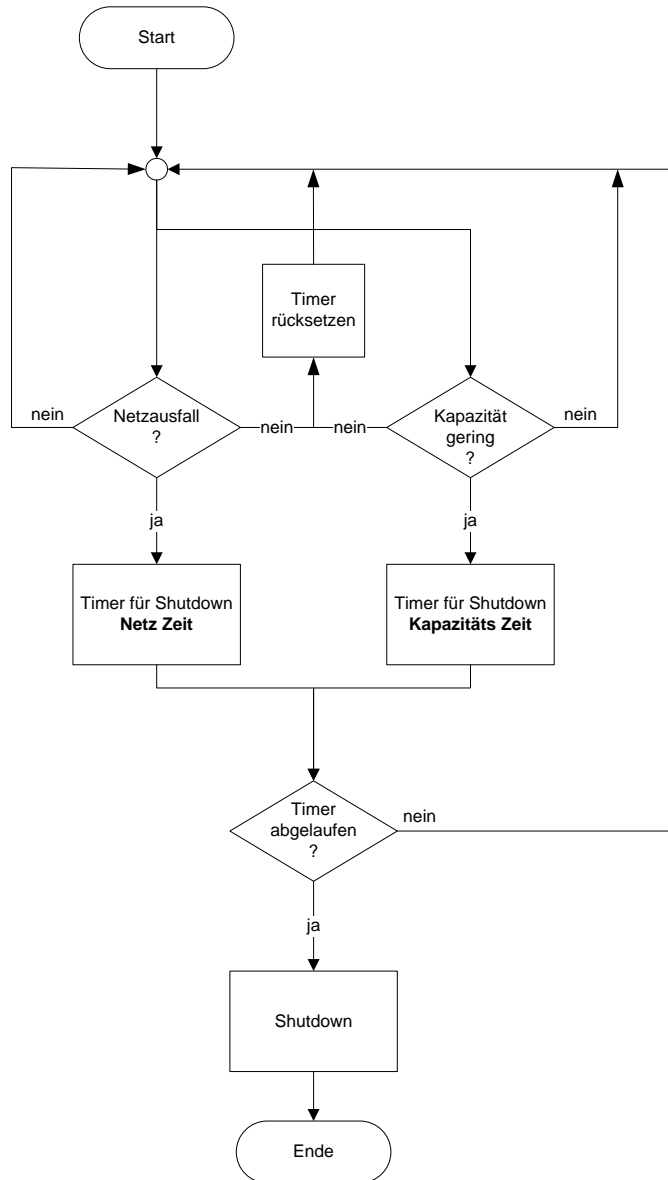 Start
Timer
rücksetzen
nein
Netzausfall
?
nein
nein
Kapazität
gering
?
nein
ja
ja
Timer für Shutdown
Netz Zeit
Timer für Shutdown
Kapazitäts Zeit
Timer
abgelaufen
?
nein
ja
Shutdown
Ende